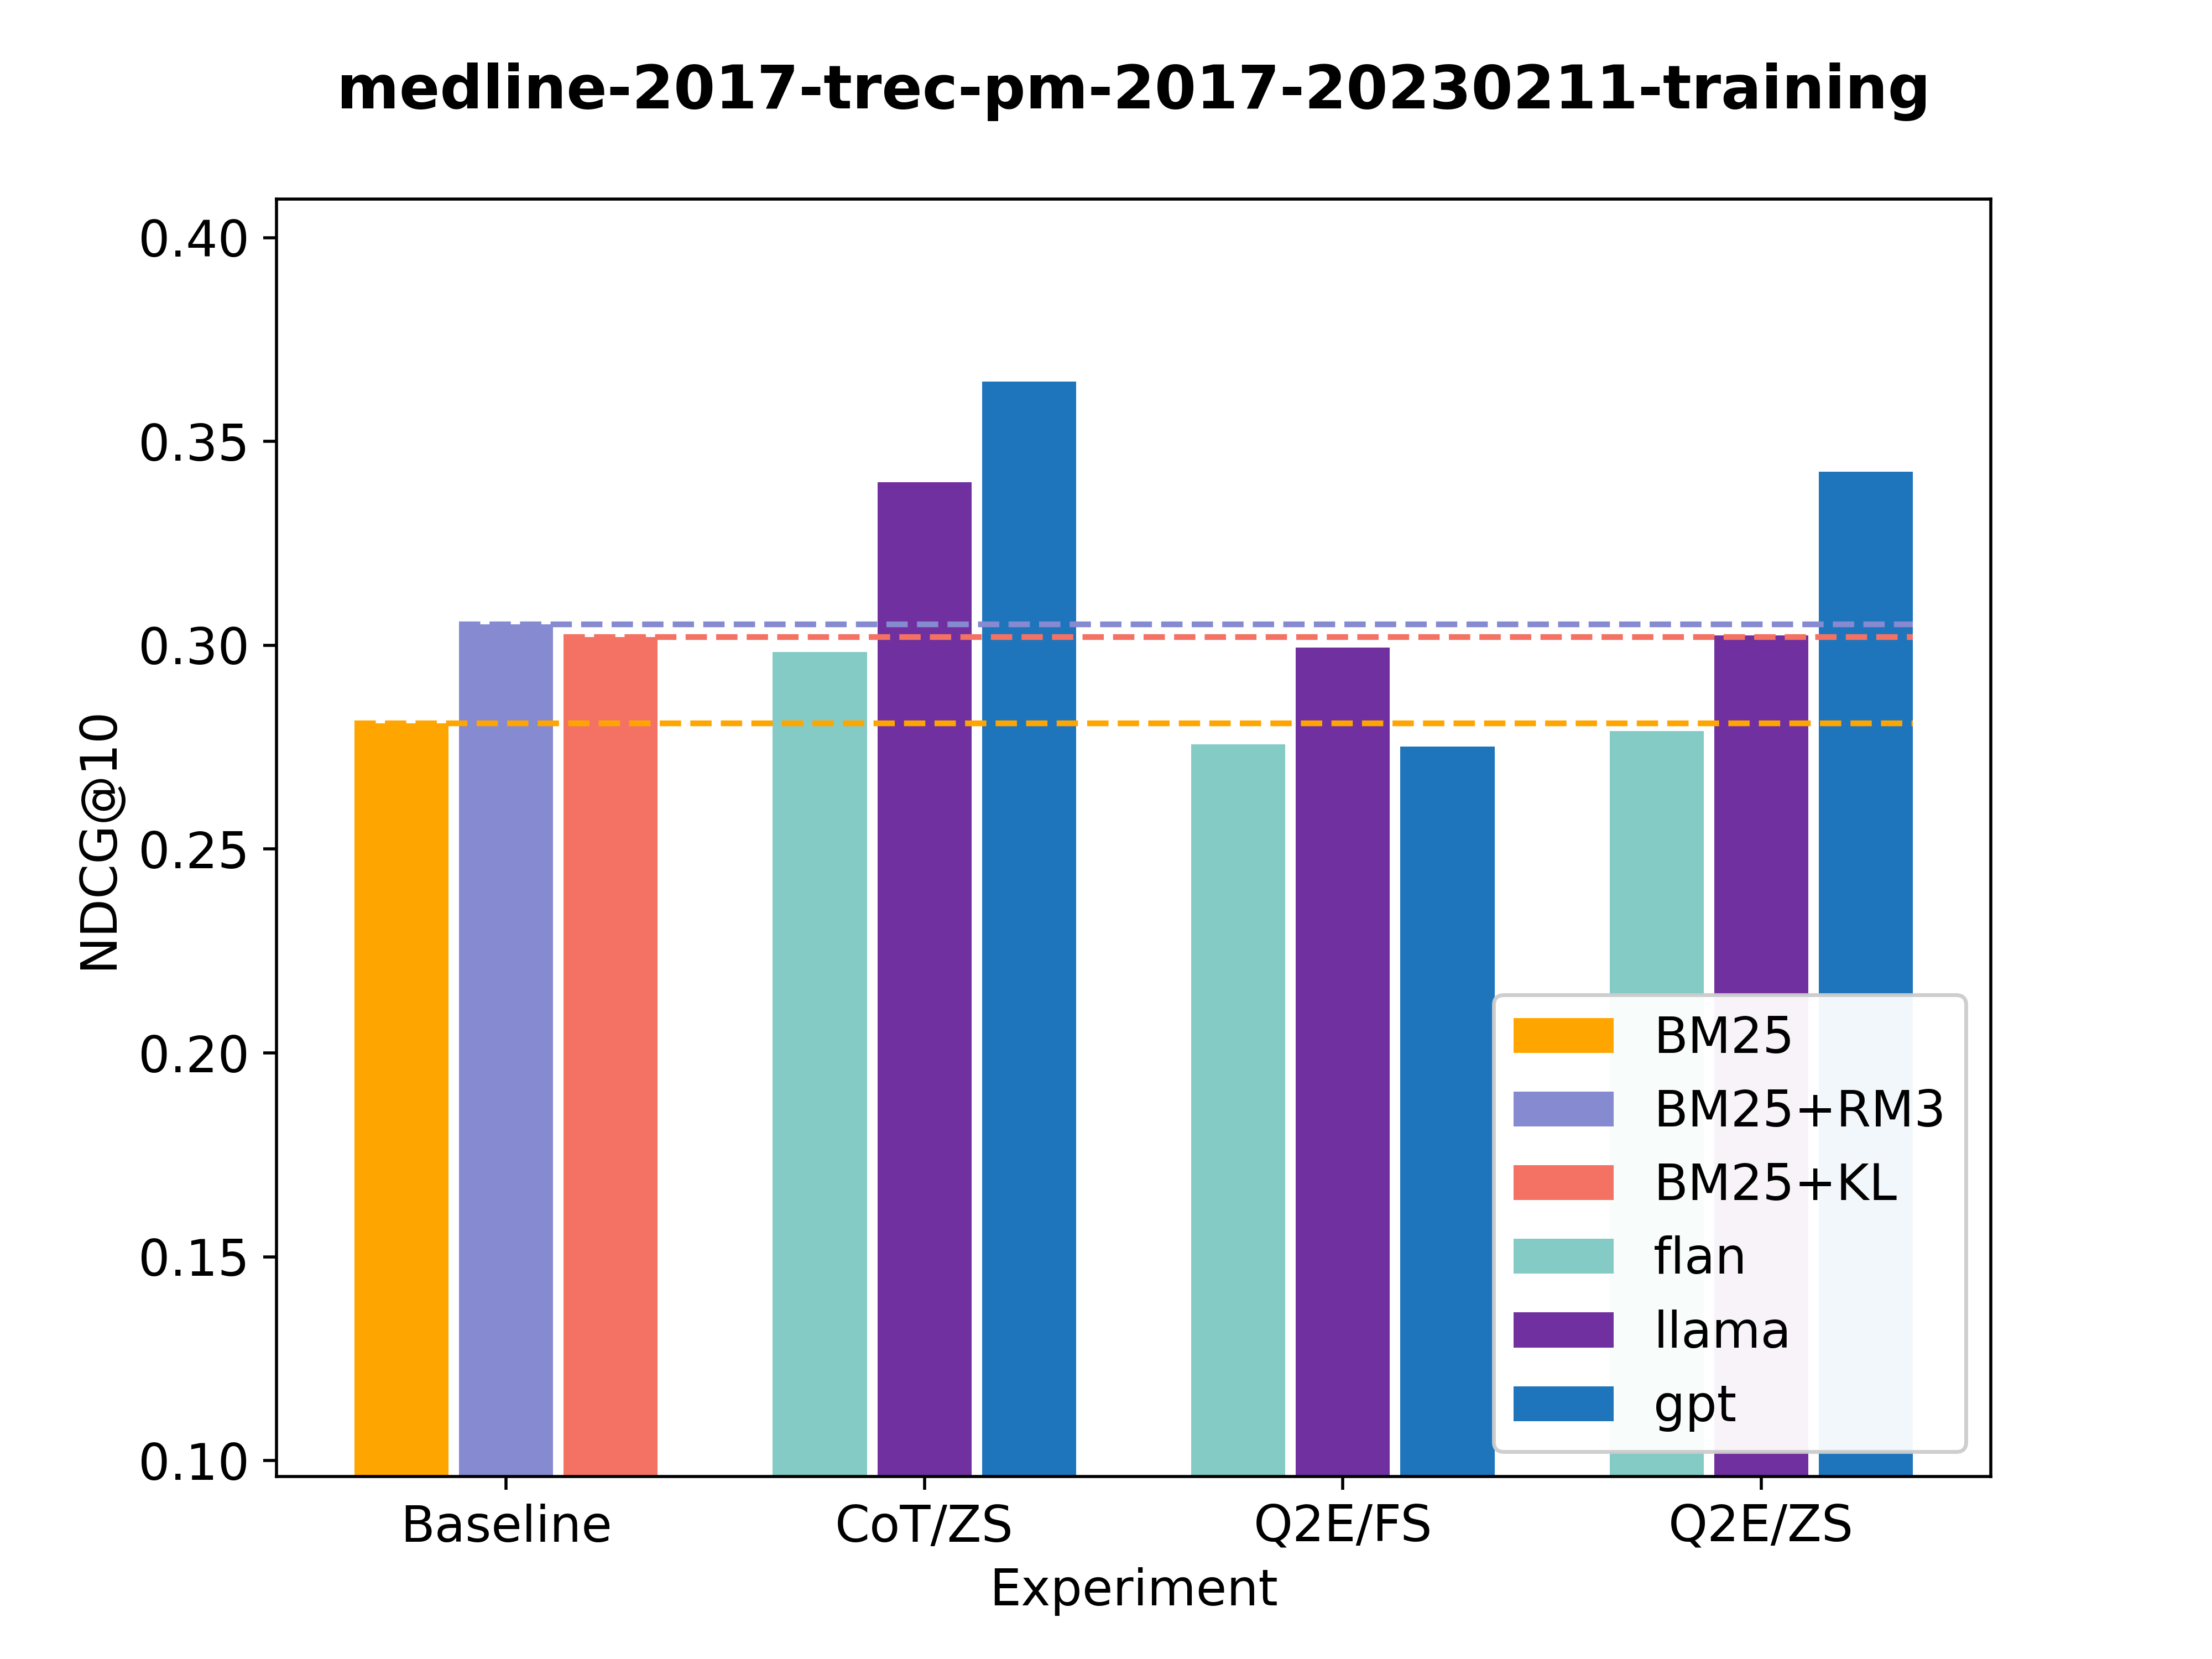 medline-2017-trec-pm-2017-20230211-training
0.40
0.35
0.30
0.25
0.20
0.15
0.10
NDCG@10
BM25
BM25+RM3
BM25+KL
flan
llama
gpt
Baseline
CoT/ZS
Q2E/FS
Q2E/ZS
Experiment